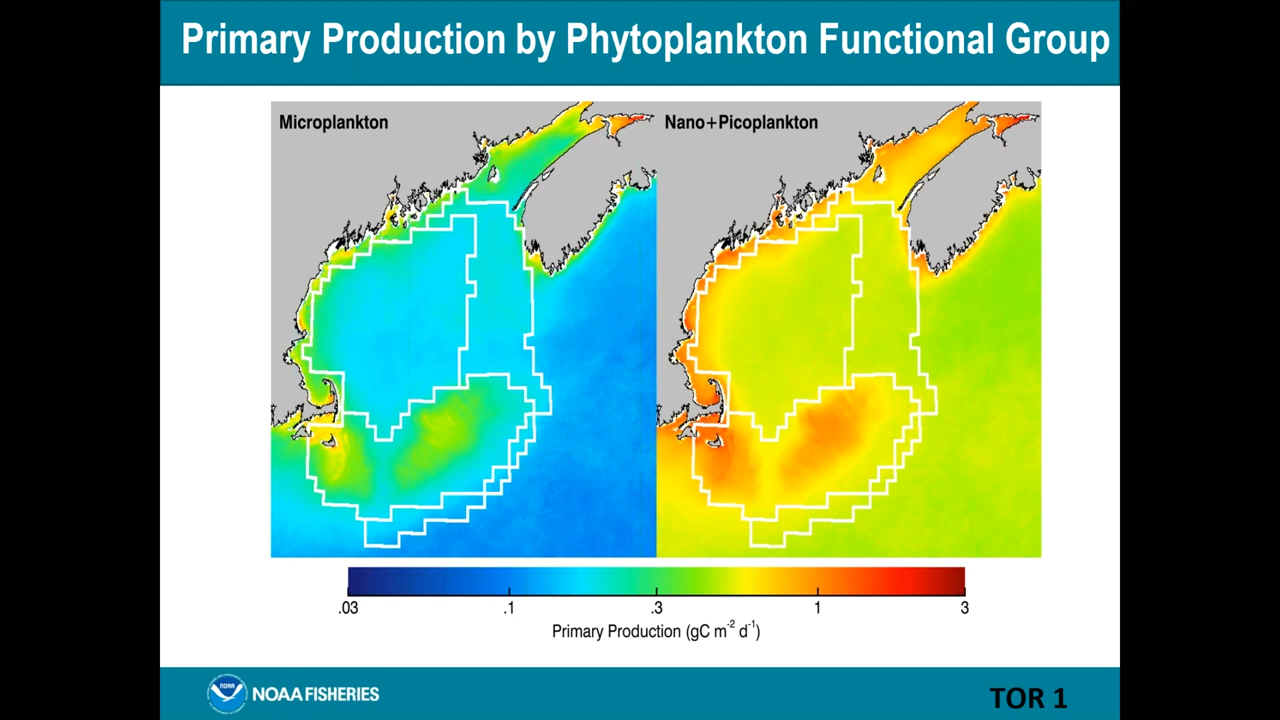 Primary Production by Phytoplankton Functional Group
Microplankton
Nano+Picoplankton
.03 .1 .3 1 3
Primary Production (gC m⁻² d⁻¹)
NOAA
NOAA FISHERIES
TOR 1